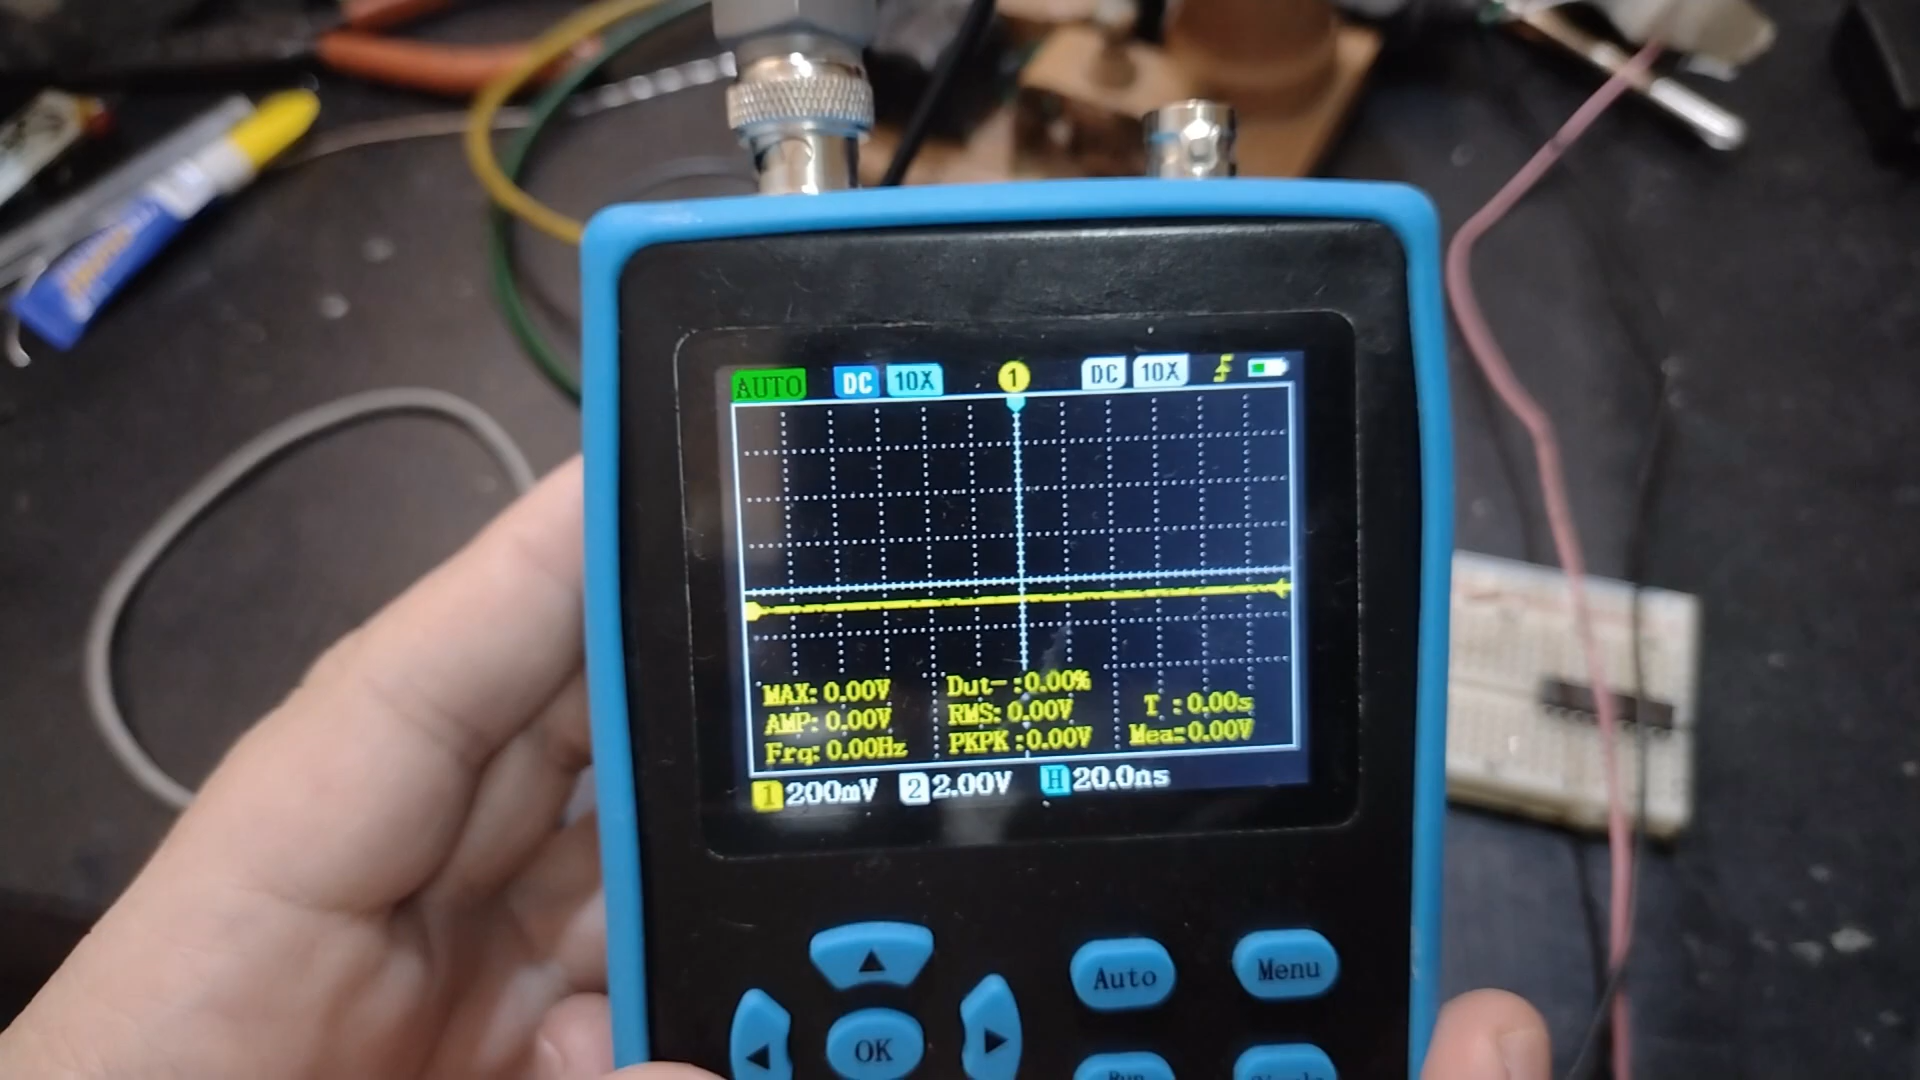 AUTO DC 10X 1 DC 10X
MAX: 0.00V Dut-:0.00% T :0.00s
AMP: 0.00V RMS: 0.00V Mea:0.00V
Frq: 0.00Hz PKPK:0.00V
1 200mV 2 2.00V H 20.0ns
Auto Menu
OK
Run